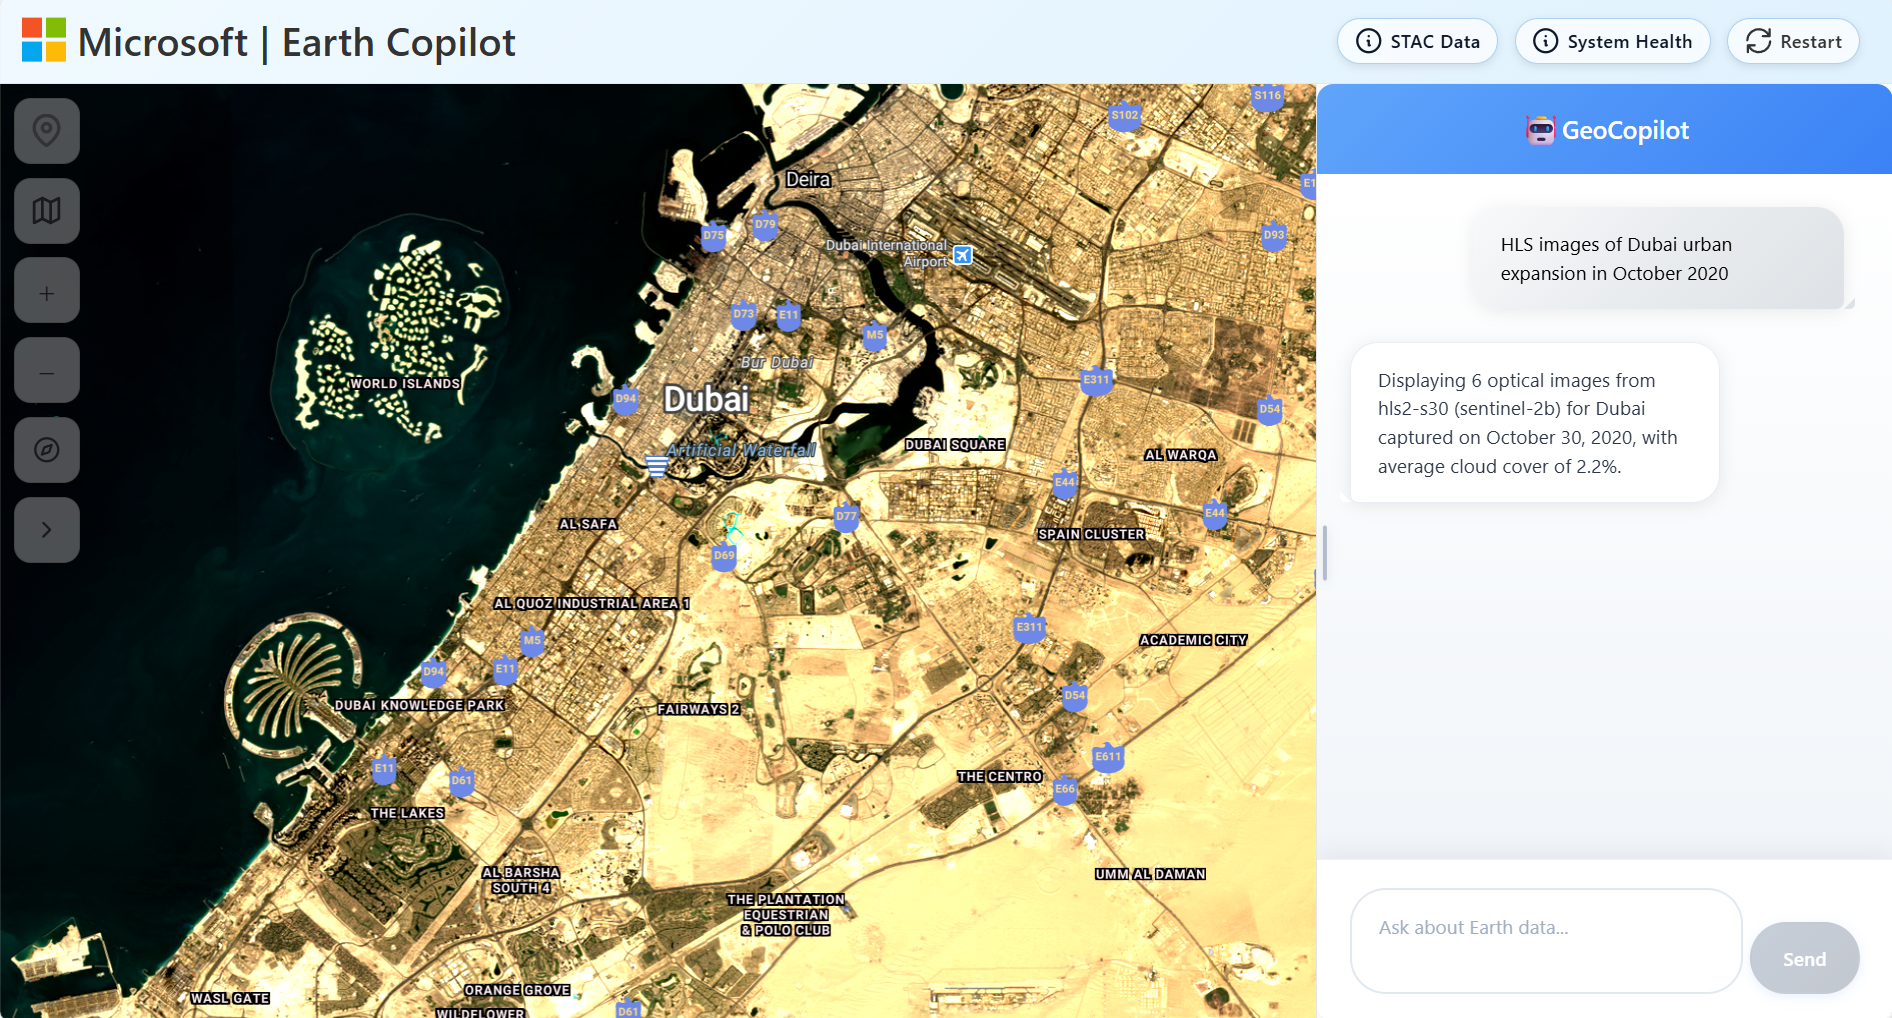 Microsoft | Earth Copilot
STAC Data
System Health
Restart
GeoCopilot
HLS images of Dubai urban
expansion in October 2020
Displaying 6 optical images from
hls2-s30 (sentinel-2b) for Dubai
captured on October 30, 2020, with
average cloud cover of 2.2%.
Ask about Earth data...
Send
S116
S102
Deira
E1
D79
D75
D93
Dubai International
Airport
D73
E11
M5
Bur Dubai
WORLD ISLANDS
E311
D94
Dubai
D54
Artificial Waterfall
DUBAI SQUARE
AL WARQA
E44
D77
E44
AL SAFA
SPAIN CLUSTER
D69
AL QUOZ INDUSTRIAL AREA 1
E311
M5
ACADEMIC CITY
D94
E11
D54
DUBAI KNOWLEDGE PARK
FAIRWAYS 2
E611
E11
D61
THE CENTRO
E66
THE LAKES
AL BARSHA
SOUTH 4
UMM AL DAMAN
THE PLANTATION
EQUESTRIAN
& POLO CLUB
ORANGE GROVE
WASL GATE
WILDFLOWER
D61